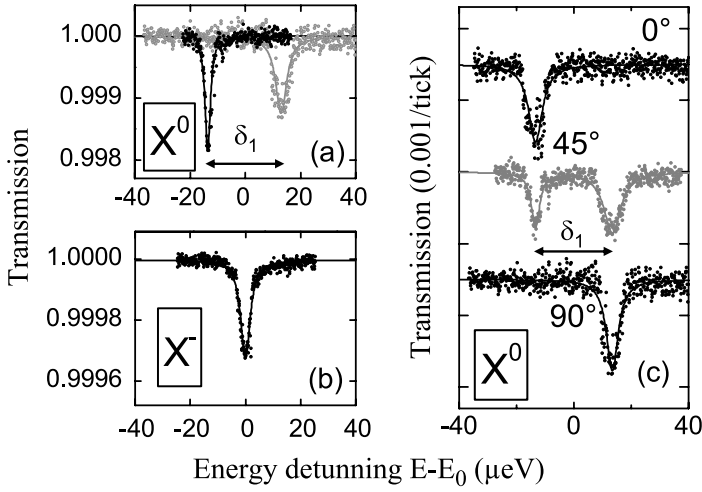 Transmission
1.000
0.999
0.998
X⁰
δ₁
(a)
-40 -20 0 20 40
1.0000
0.9998
0.9996
X⁻
(b)
-40 -20 0 20 40
Transmission (0.001/tick)
0°
45°
δ₁
90°
X⁰
(c)
-40 0 40
Energy detunning E-E₀ (µeV)